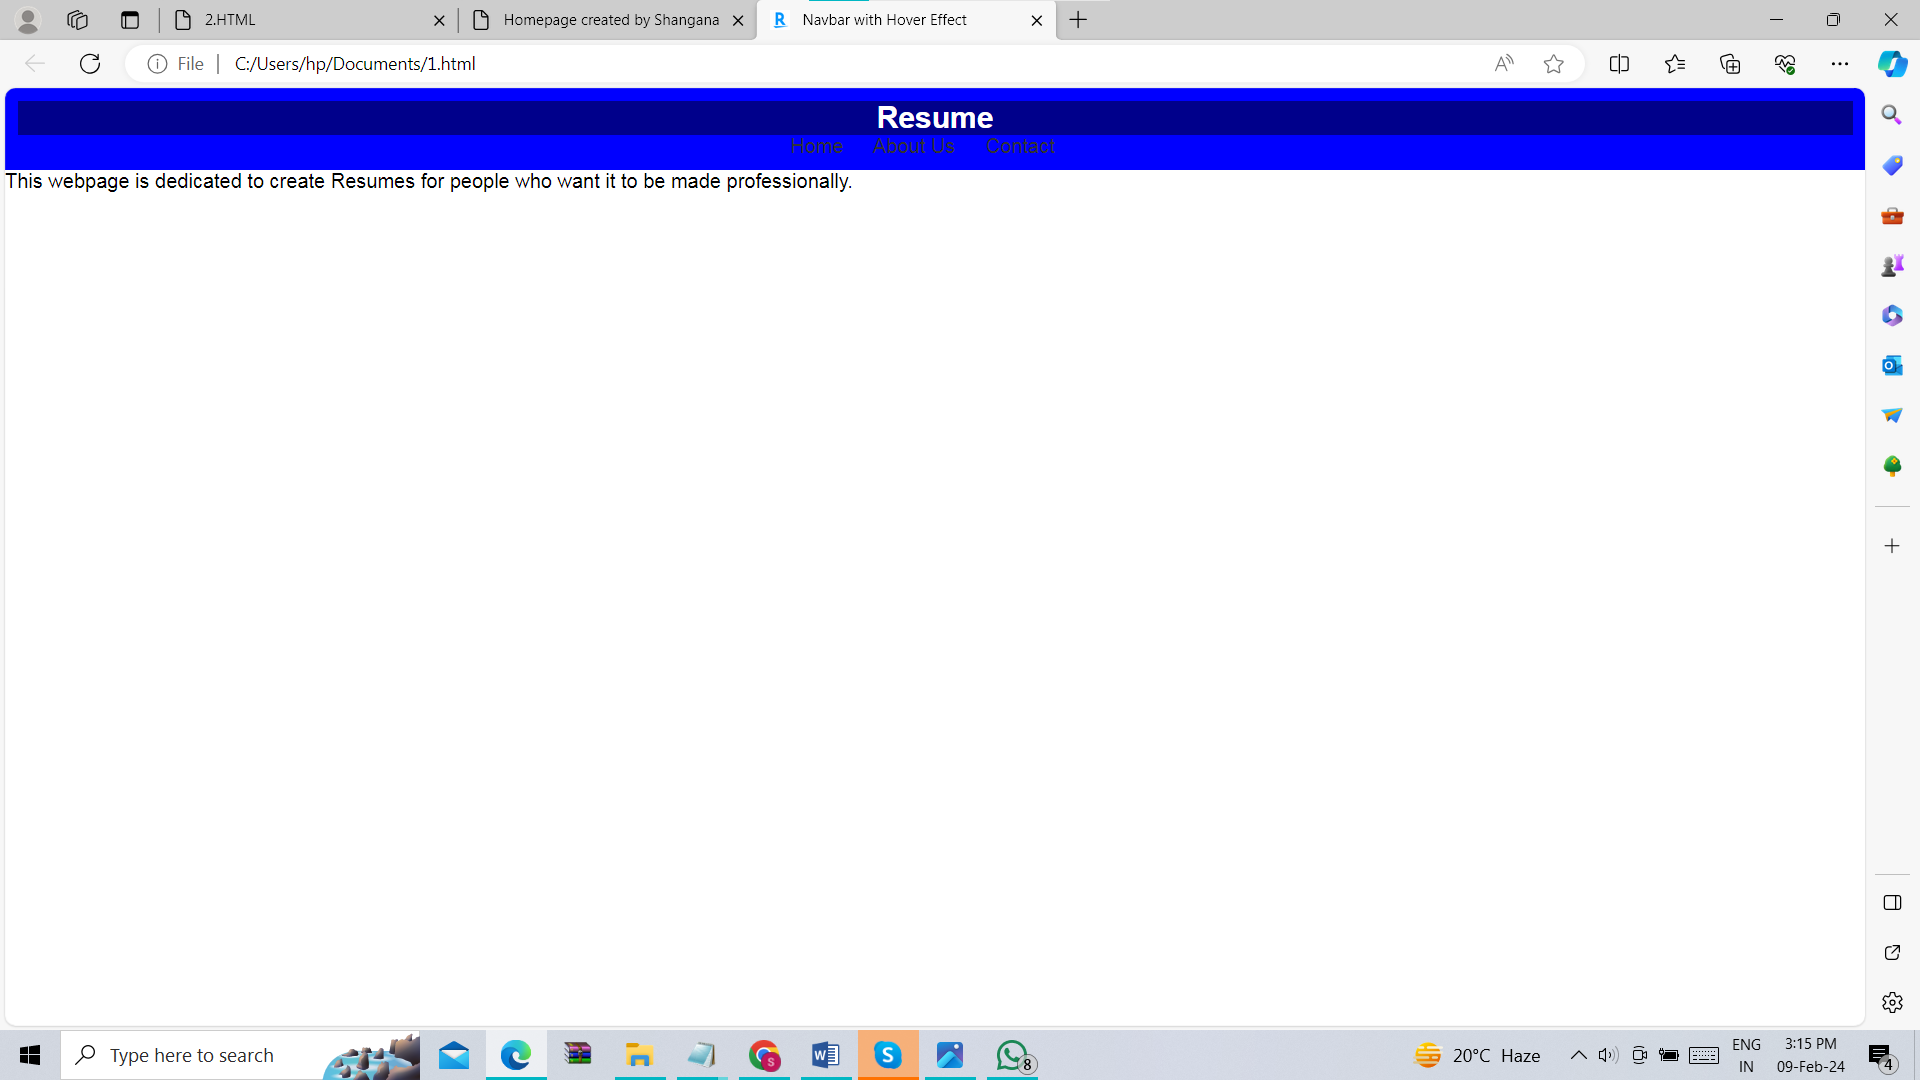 2.HTML
Homepage created by Shangana
Navbar with Hover Effect
File
C:/Users/hp/Documents/1.html
Resume
Home About Us Contact
This webpage is dedicated to create Resumes for people who want it to be made professionally.
Type here to search
8
20°C Haze
ENG
IN
3:15 PM
09-Feb-24
4